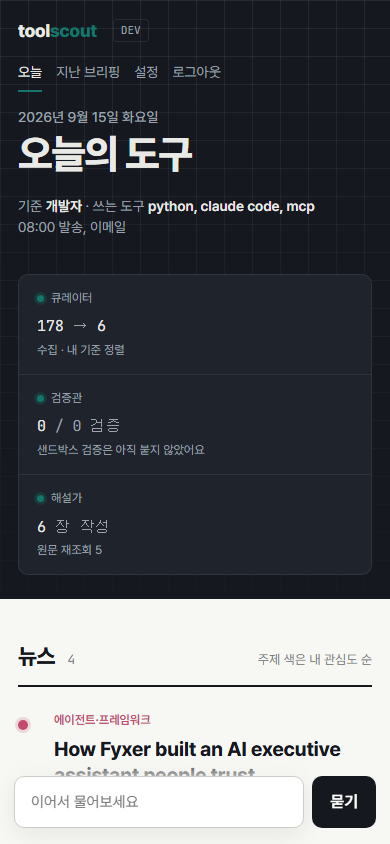 toolscout DEV
오늘 지난 브리핑 설정 로그아웃
2026년 9월 15일 화요일
오늘의 도구
기준 개발자 · 쓰는 도구 python, claude code, mcp
08:00 발송, 이메일
큐레이터
178 → 6
수집 · 내 기준 정렬
검증관
0 / 0 검증
샌드박스 검증은 아직 붙지 않았어요
해설가
6 장 작성
원문 재조회 5
뉴스 4 주제 색은 내 관심도 순
에이전트·프레임워크
How Fyxer built an AI executive
assistant people trust
이어서 물어보세요 묻기